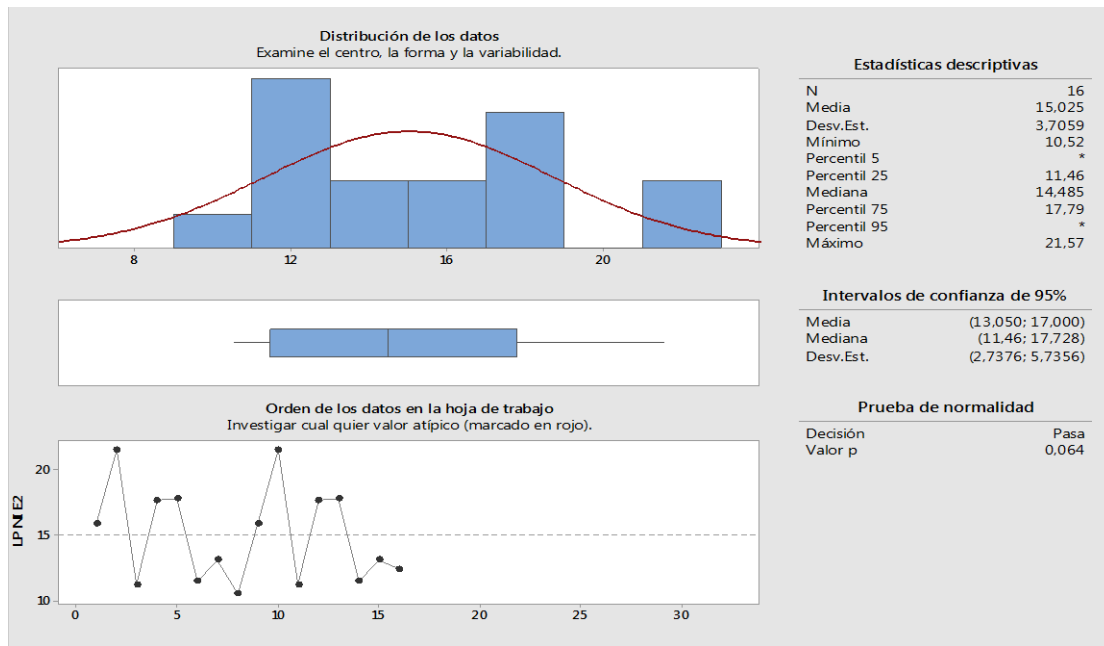 Distribución de los datos
Examine el centro, la forma y la variabilidad.
8 12 16 20
Orden de los datos en la hoja de trabajo
Investigar cual quier valor atípico (marcado en rojo).
20
15
10
LP NI E2
0 5 10 15 20 25 30
Estadísticas descriptivas
N 16
Media 15,025
Desv.Est. 3,7059
Mínimo 10,52
Percentil 5 *
Percentil 25 11,46
Mediana 14,485
Percentil 75 17,79
Percentil 95 *
Máximo 21,57
Intervalos de confianza de 95%
Media (13,050; 17,000)
Mediana (11,46; 17,728)
Desv.Est. (2,7376; 5,7356)
Prueba de normalidad
Decisión Pasa
Valor p 0,064